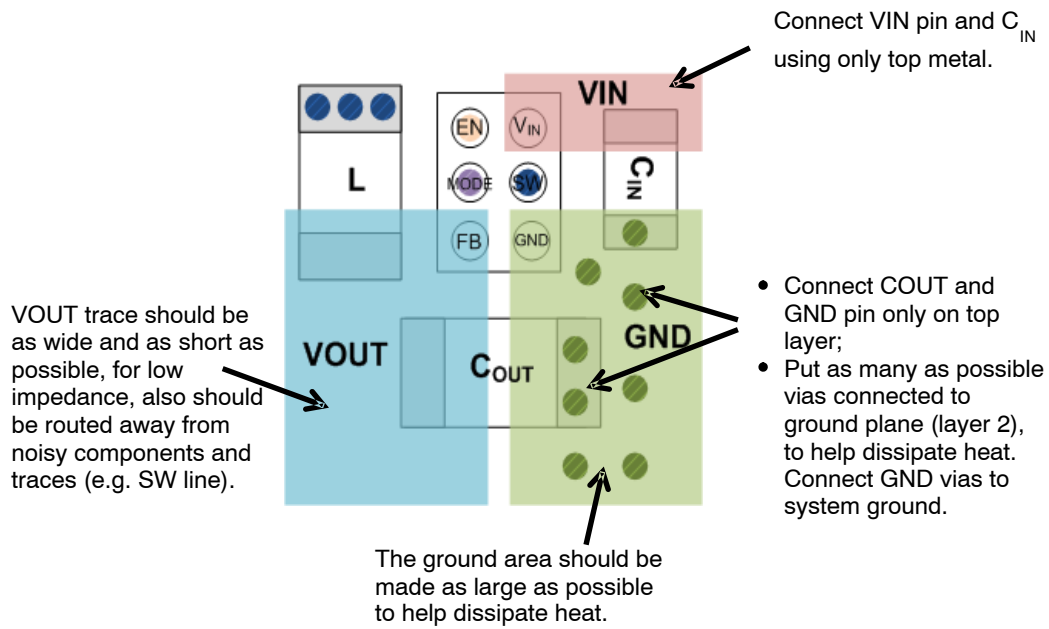 Connect VIN pin and CIN
using only top metal.
VIN
EN
VIN
L
MODE
SW
CIN
FB
GND
VOUT trace should be
as wide and as short as
possible, for low
impedance, also should
be routed away from
noisy components and
traces (e.g. SW line).
VOUT
COUT
GND
• Connect COUT and
GND pin only on top
layer;
• Put as many as possible
vias connected to
ground plane (layer 2),
to help dissipate heat.
Connect GND vias to
system ground.
The ground area should be
made as large as possible
to help dissipate heat.